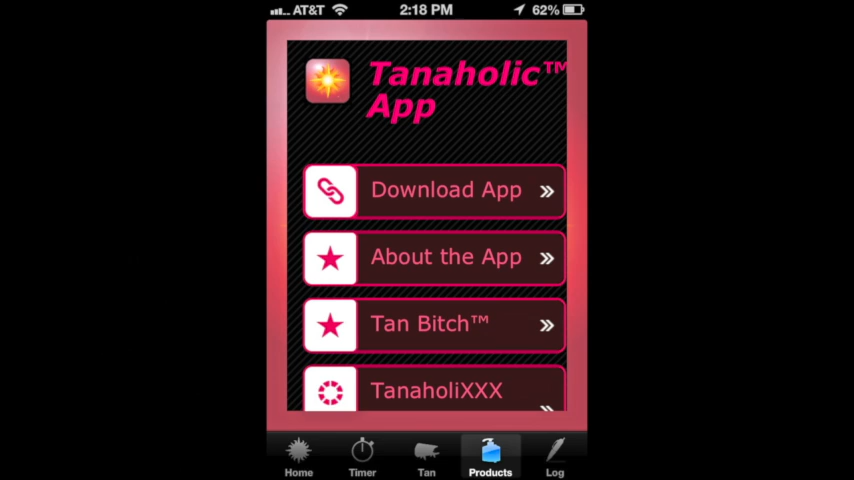 AT&T 2:18 PM 62%
Tanaholic™
App
Download App
About the App
Tan Bitch™
TanaholiXXX
Home Timer Tan Products Log